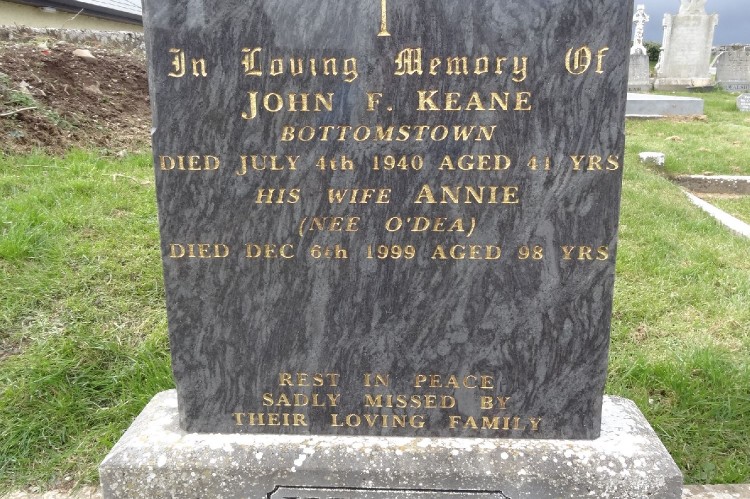 In Loving Memory Of
JOHN F. KEANE
BOTTOMSTOWN
DIED JULY 4th 1940 AGED 41 YRS
HIS WIFE ANNIE
(NEE O'DEA)
DIED DEC 6th 1999 AGED 98 YRS
REST IN PEACE
SADLY MISSED BY
THEIR LOVING FAMILY